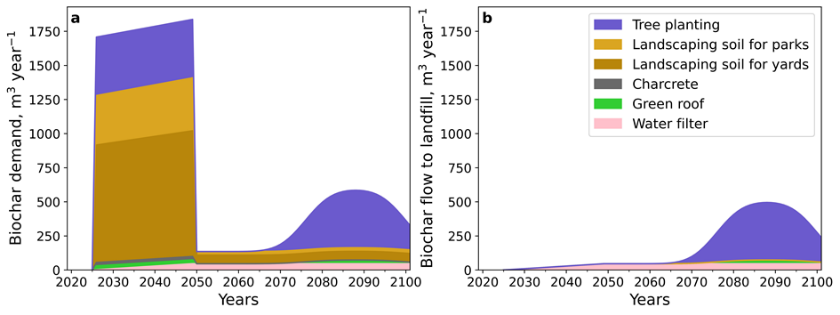 a
Biochar demand, m³ year⁻¹
1750
1500
1250
1000
750
500
250
0
2020 2030 2040 2050 2060 2070 2080 2090 2100
Years
b
Biochar flow to landfill, m³ year⁻¹
1750
1500
1250
1000
750
500
250
0
2020 2030 2040 2050 2060 2070 2080 2090 2100
Years
Tree planting
Landscaping soil for parks
Landscaping soil for yards
Charcrete
Green roof
Water filter